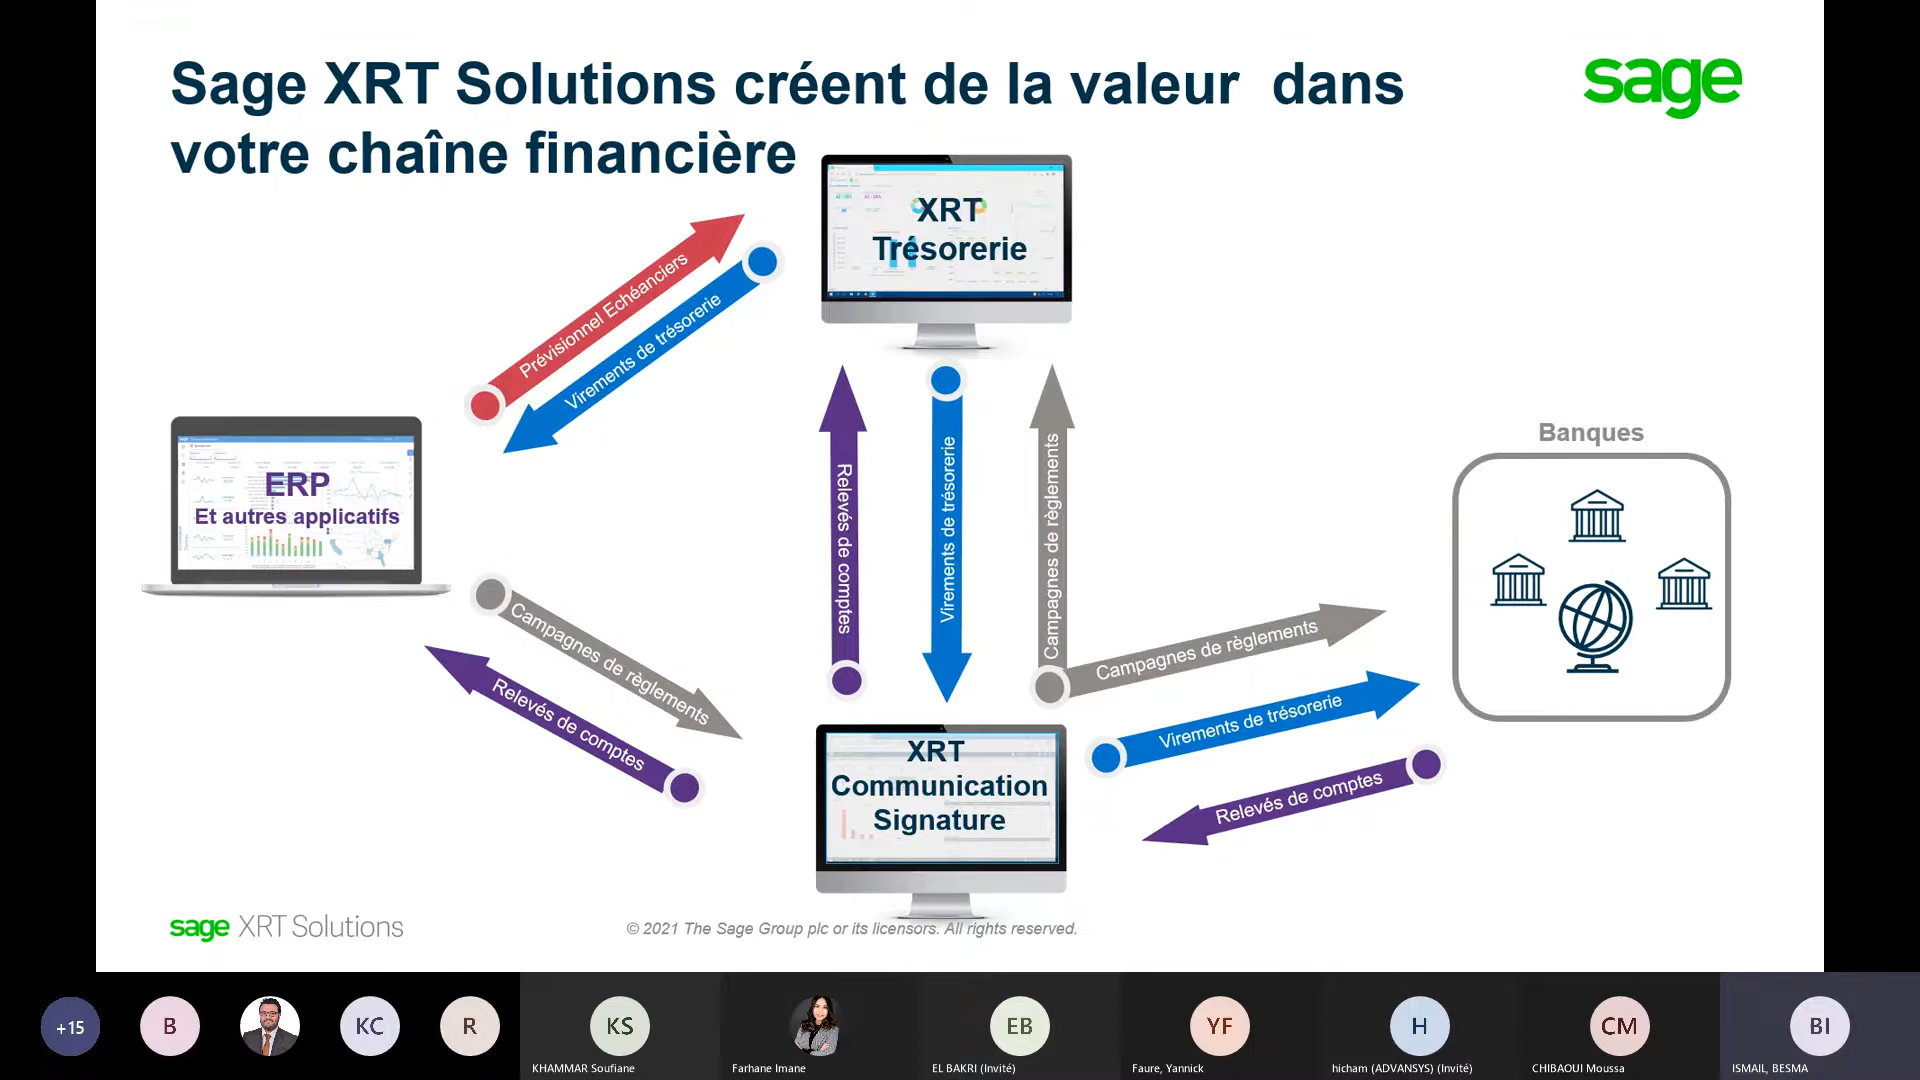 Sage XRT Solutions créent de la valeur  dans
votre chaîne financière
sage
XRT
Trésorerie
Prévisionnel Echéanciers
Virements de trésorerie
ERP
Et autres applicatifs
Relevés de comptes
Virements de trésorerie
Campagnes de règlements
Banques
Campagnes de règlements
Relevés de comptes
Campagnes de règlements
Virements de trésorerie
Relevés de comptes
XRT
Communication
Signature
sage XRT Solutions
© 2021 The Sage Group plc or its licensors. All rights reserved.
+15
B
KC
R
KS
EB
YF
H
CM
BI
KHAMMAR Soufiane
Farhane Imane
EL BAKRI (Invité)
Faure, Yannick
hicham (ADVANSYS) (Invité)
CHIBAOUI Moussa
ISMAIL, BESMA